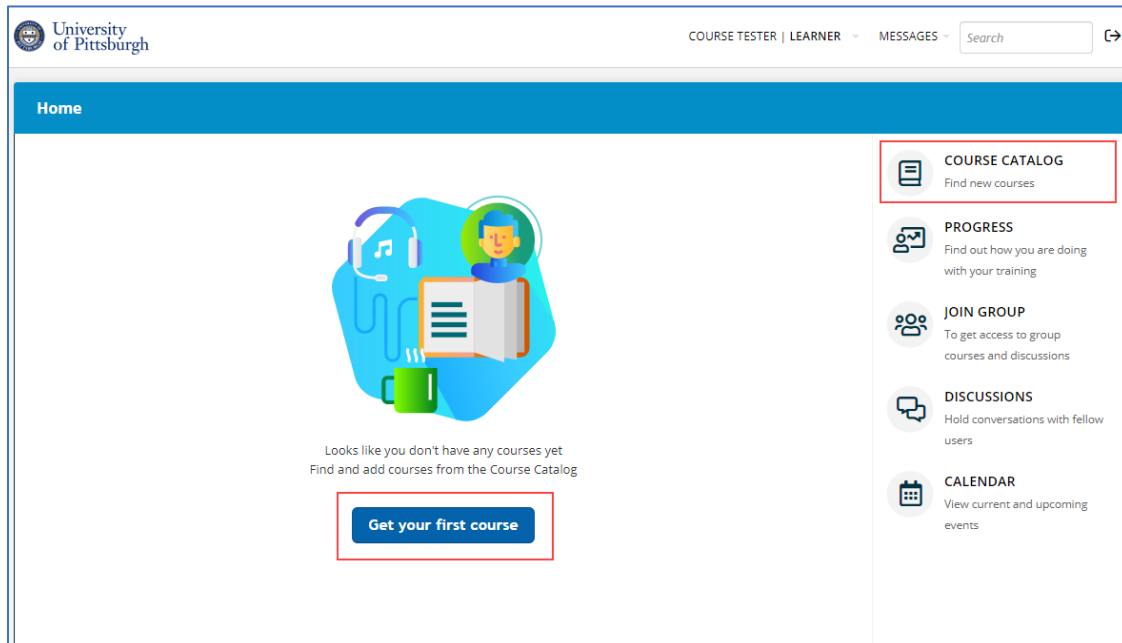 University
of Pittsburgh
COURSE TESTER | LEARNER
MESSAGES
Search
Home
COURSE CATALOG
Find new courses
PROGRESS
Find out how you are doing
with your training
JOIN GROUP
To get access to group
courses and discussions
DISCUSSIONS
Hold conversations with fellow
users
CALENDAR
View current and upcoming
events
Looks like you don't have any courses yet
Find and add courses from the Course Catalog
Get your first course